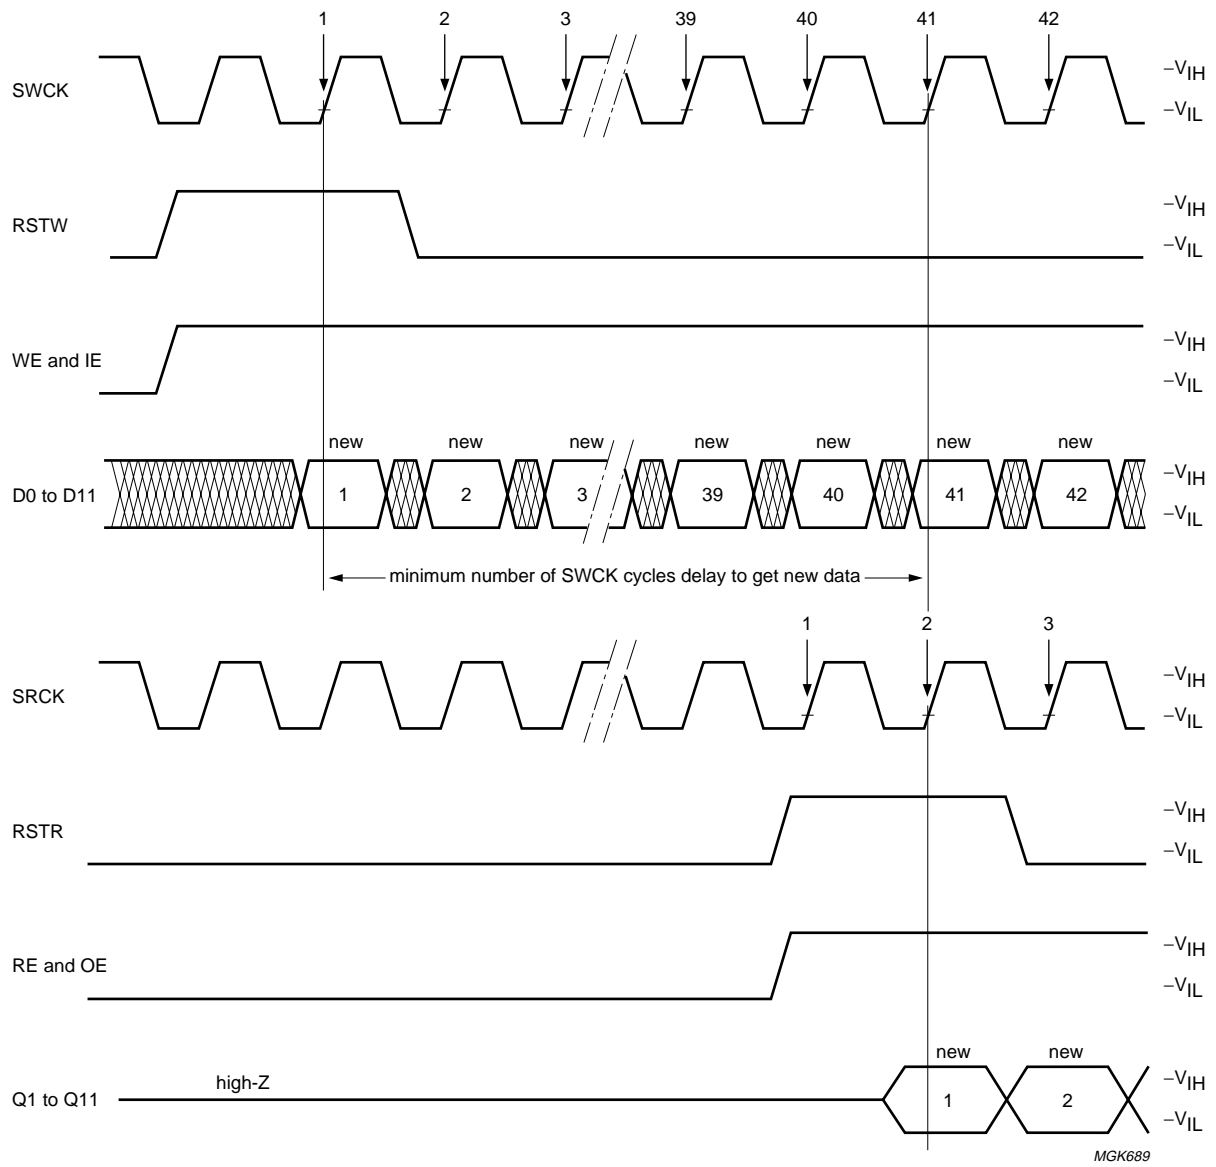 1 2 3 39 40 41 42
SWCK
–VIH
–VIL
RSTW
–VIH
–VIL
WE and IE
–VIH
–VIL
new new new new new new new
D0 to D11
1 2 3 39 40 41 42
–VIH
–VIL
minimum number of SWCK cycles delay to get new data
1 2 3
SRCK
–VIH
–VIL
RSTR
–VIH
–VIL
RE and OE
–VIH
–VIL
new new
high-Z
Q1 to Q11
1 2
–VIH
–VIL
MGK689